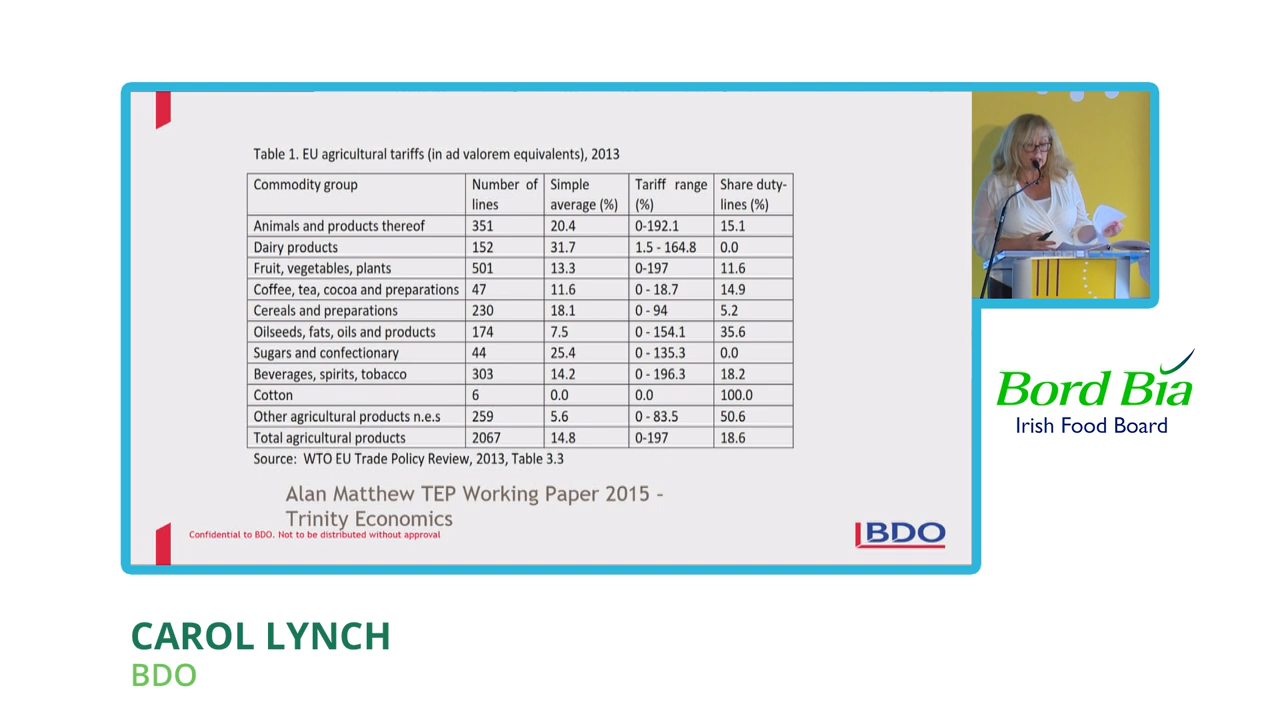 Table 1. EU agricultural tariffs (in ad valorem equivalents), 2013
Commodity group Number of lines Simple average (%) Tariff range (%) Share duty-lines (%)
Animals and products thereof 351 20.4 0-192.1 15.1
Dairy products 152 31.7 1.5 - 164.8 0.0
Fruit, vegetables, plants 501 13.3 0-197 11.6
Coffee, tea, cocoa and preparations 47 11.6 0 - 18.7 14.9
Cereals and preparations 230 18.1 0 - 94 5.2
Oilseeds, fats, oils and products 174 7.5 0 - 154.1 35.6
Sugars and confectionary 44 25.4 0 - 135.3 0.0
Beverages, spirits, tobacco 303 14.2 0 - 196.3 18.2
Cotton 6 0.0 0.0 100.0
Other agricultural products n.e.s 259 5.6 0 - 83.5 50.6
Total agricultural products 2067 14.8 0-197 18.6
Source: WTO EU Trade Policy Review, 2013, Table 3.3
Alan Matthew TEP Working Paper 2015 -
Trinity Economics
Confidential to BDO. Not to be distributed without approval
BDO
Bord Bia
Irish Food Board
CAROL LYNCH
BDO